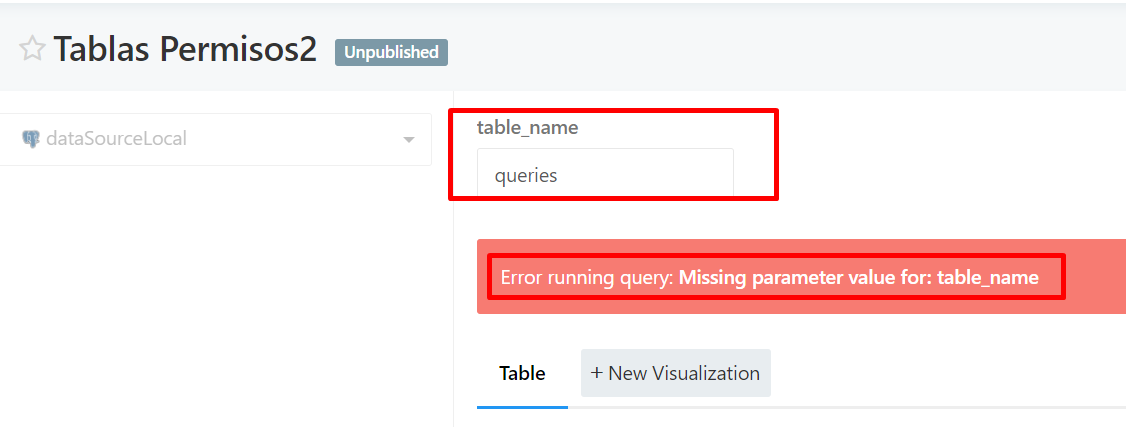 Tablas Permisos2 Unpublished
dataSourceLocal
table_name
queries
Error running query: Missing parameter value for: table_name
Table + New Visualization